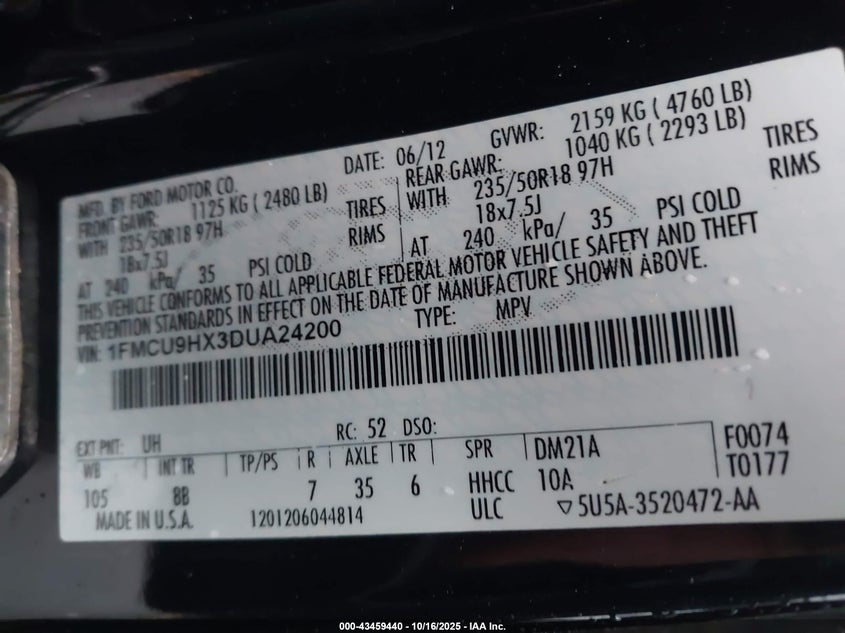 MFD. BY FORD MOTOR CO.
DATE: 06/12 GVWR: 2159 KG ( 4760 LB)
FRONT GAWR: 1125 KG ( 2480 LB) REAR GAWR: 1040 KG ( 2293 LB)
WITH 235/50R18 97H TIRES WITH 235/50R18 97H TIRES
18x7.5J RIMS 18x7.5J RIMS
AT 240 kPa/ 35 PSI COLD AT 240 kPa/ 35 PSI COLD
THIS VEHICLE CONFORMS TO ALL APPLICABLE FEDERAL MOTOR VEHICLE SAFETY AND THEFT
PREVENTION STANDARDS IN EFFECT ON THE DATE OF MANUFACTURE SHOWN ABOVE.
VIN: 1FMCU9HX3DUA24200 TYPE: MPV
EXT PNT: UH RC: 52 DSO:
WB INT TR TP/PS R AXLE TR SPR DM21A F0074
105 8B 7 35 6 HHCC 10A T0177
MADE IN U.S.A. 1201206044814 ULC ▽5U5A-3520472-AA
000-43459440 - 10/16/2025 - IAA Inc.